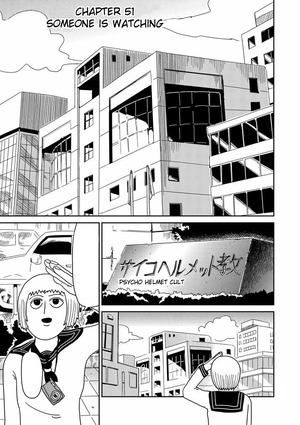 CHAPTER 51
SOMEONE IS WATCHING
サイコヘルメット教
PSYCHO HELMET CULT